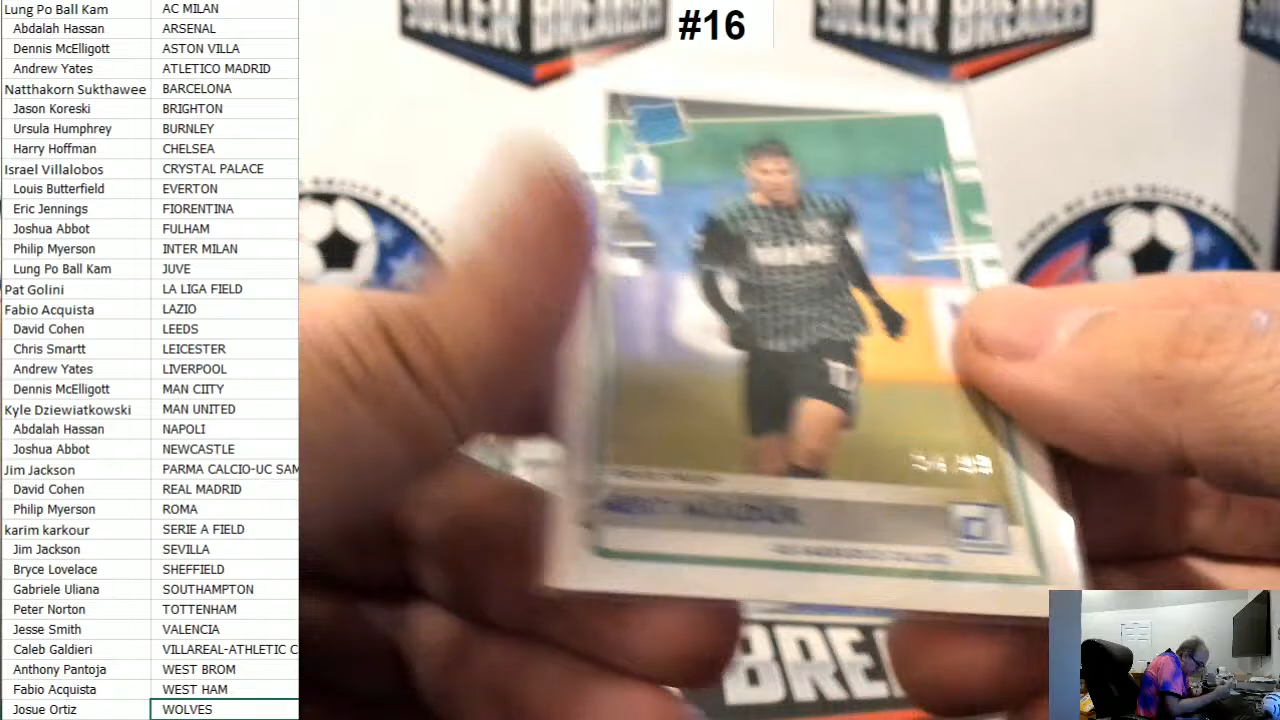 Lung Po Ball Kam AC MILAN
Abdalah Hassan ARSENAL
Dennis McElligott ASTON VILLA
Andrew Yates ATLETICO MADRID
Natthakorn Sukthawee BARCELONA
Jason Koreski BRIGHTON
Ursula Humphrey BURNLEY
Harry Hoffman CHELSEA
Israel Villalobos CRYSTAL PALACE
Louis Butterfield EVERTON
Eric Jennings FIORENTINA
Joshua Abbot FULHAM
Philip Myerson INTER MILAN
Lung Po Ball Kam JUVE
Pat Golini LA LIGA FIELD
Fabio Acquista LAZIO
David Cohen LEEDS
Chris Smartt LEICESTER
Andrew Yates LIVERPOOL
Dennis McElligott MAN CIITY
Kyle Dziewiatkowski MAN UNITED
Abdalah Hassan NAPOLI
Joshua Abbot NEWCASTLE
Jim Jackson PARMA CALCIO-UC SAM
David Cohen REAL MADRID
Philip Myerson ROMA
karim karkour SERIE A FIELD
Jim Jackson SEVILLA
Bryce Lovelace SHEFFIELD
Gabriele Uliana SOUTHAMPTON
Peter Norton TOTTENHAM
Jesse Smith VALENCIA
Caleb Galdieri VILLAREAL-ATHLETIC C
Anthony Pantoja WEST BROM
Fabio Acquista WEST HAM
Josue Ortiz WOLVES
#16
BREA